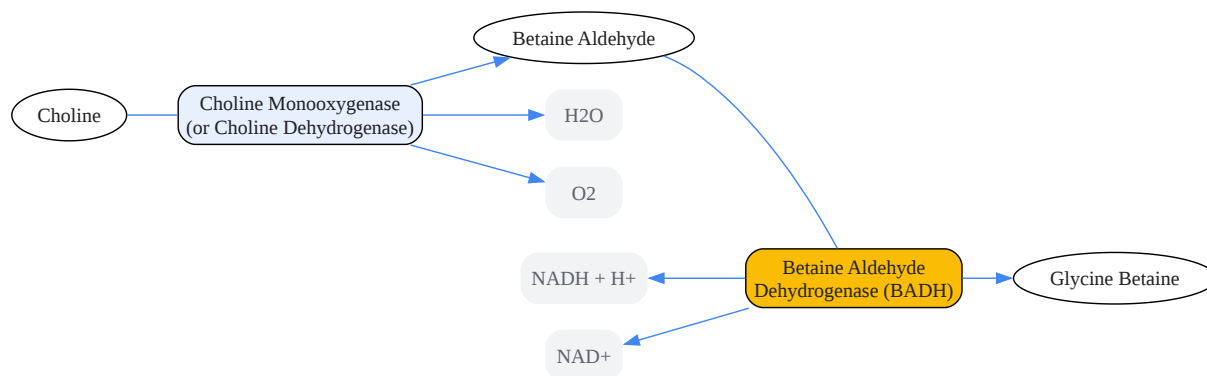 Betaine Aldehyde
Choline
Choline Monooxygenase
(or Choline Dehydrogenase)
H2O
O2
NADH + H+
Betaine Aldehyde
Dehydrogenase (BADH)
Glycine Betaine
NAD+